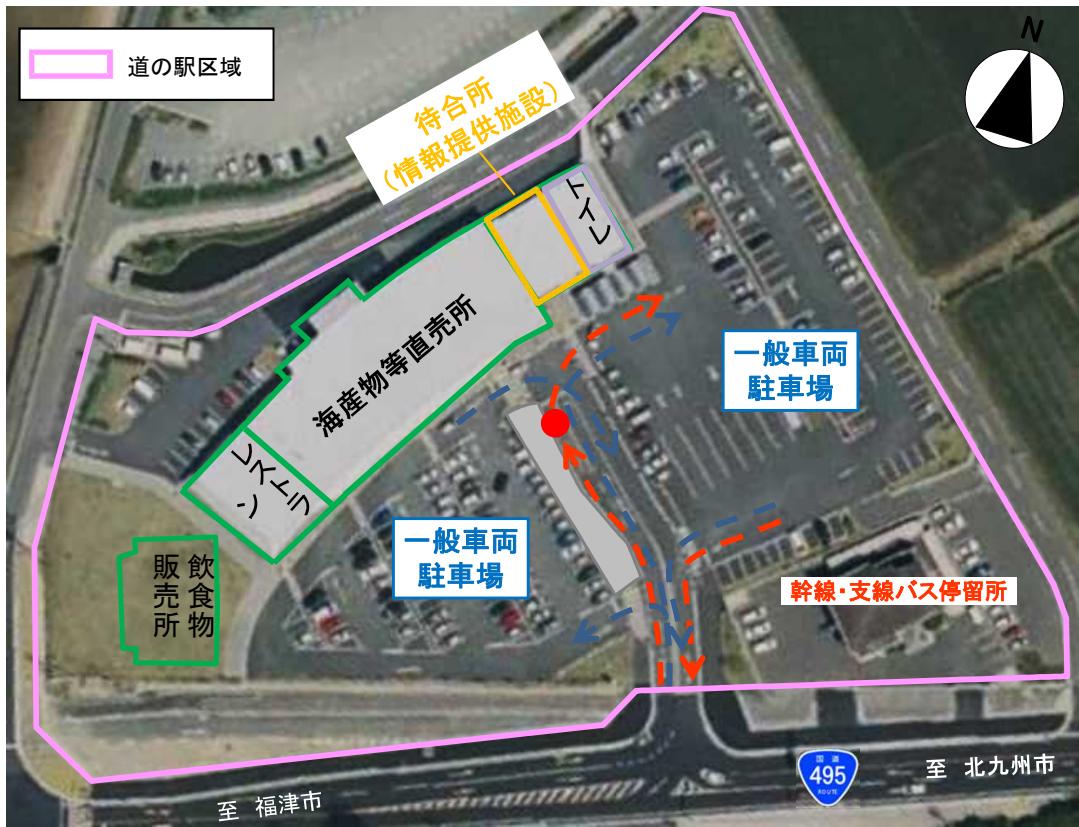 道の駅区域
N
待合所
（情報提供施設）
トイレ
海産物等直売所
レストラン
一般車両
駐車場
一般車両
駐車場
飲食物
販売所
幹線・支線バス停留所
国道
495
ROUTE
至 北九州市
至 福津市